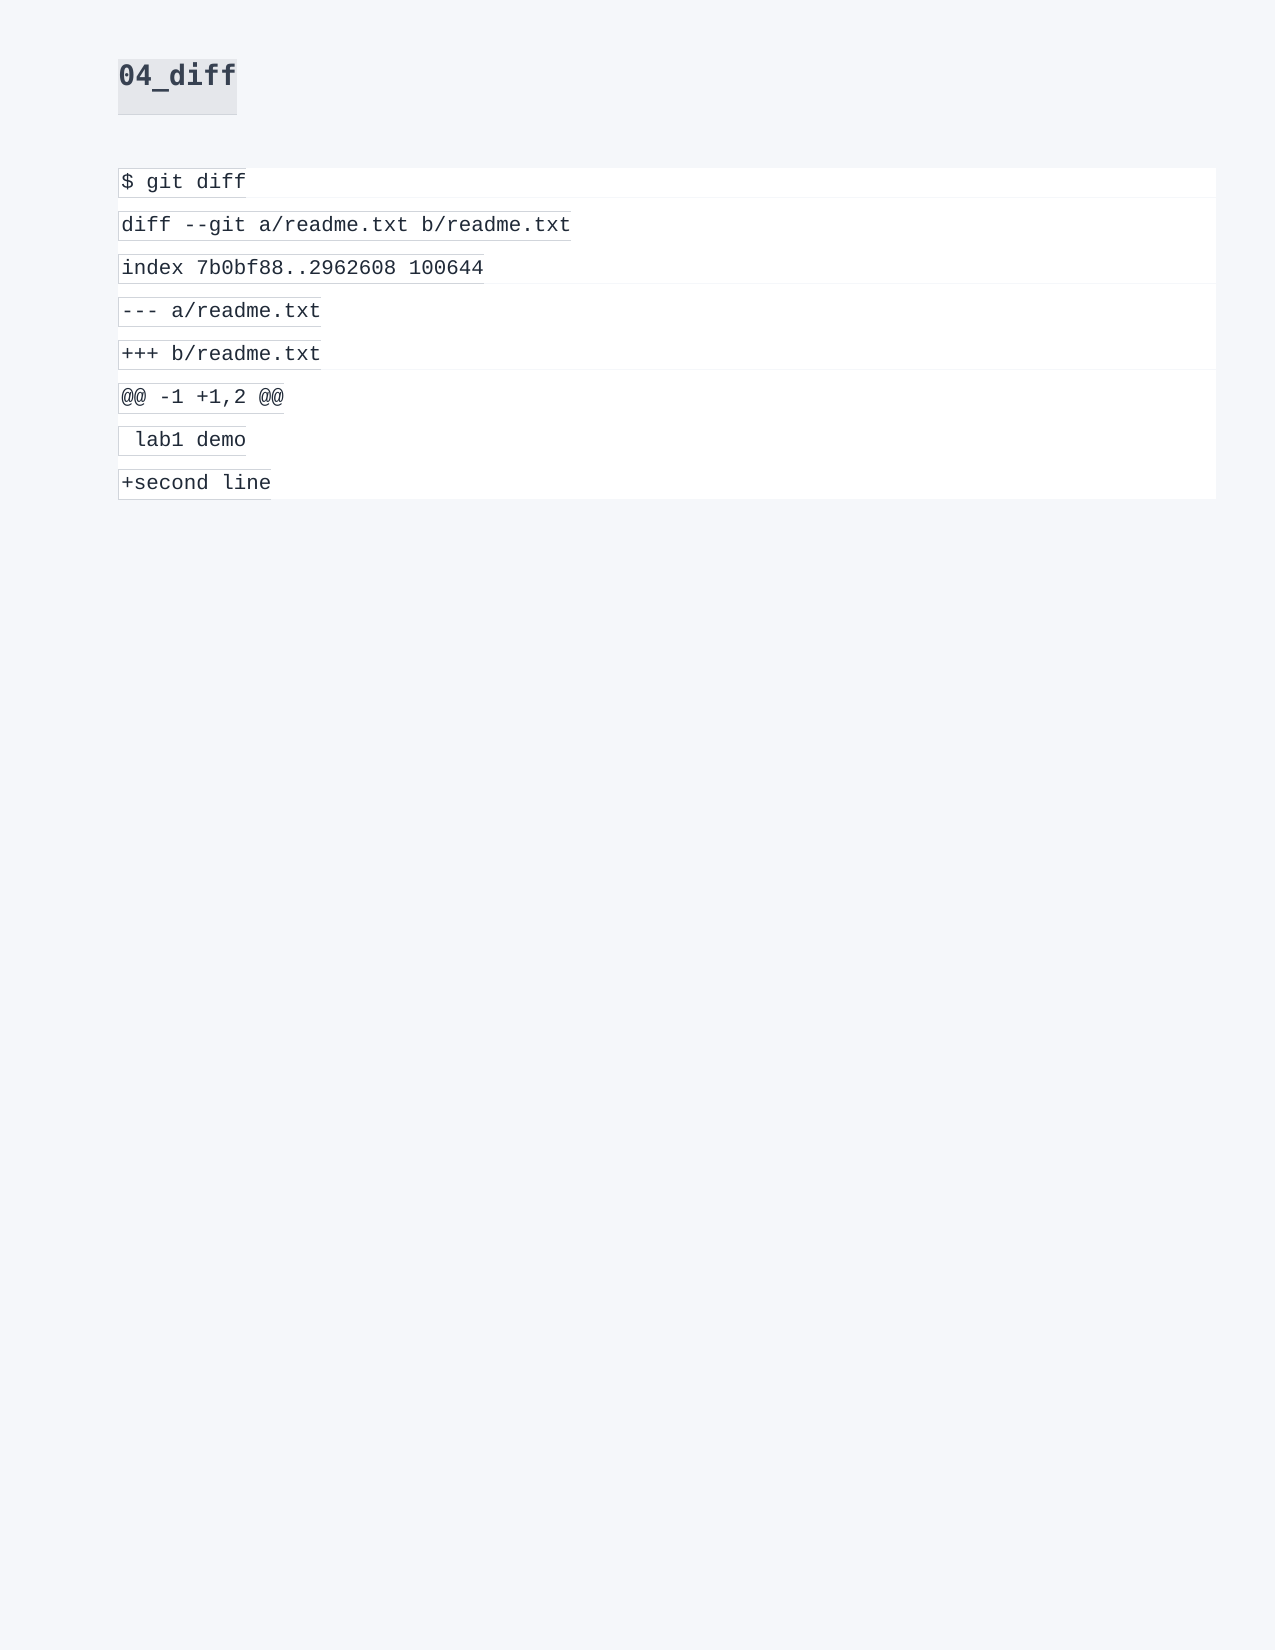 04_diff
$ git diff
diff --git a/readme.txt b/readme.txt
index 7b0bf88..2962608 100644
--- a/readme.txt
+++ b/readme.txt
@@ -1 +1,2 @@
 lab1 demo
+second line